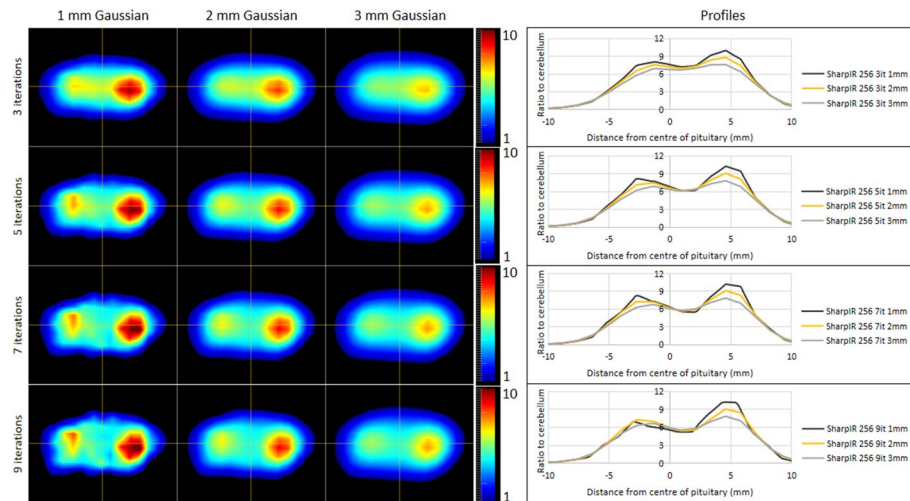 1 mm Gaussian 2 mm Gaussian 3 mm Gaussian Profiles
3 iterations
10
1
Ratio to cerebellum
12
9
6
3
0
-10 -5 0 5 10
Distance from centre of pituitary (mm)
SharpIR 256 3it 1mm
SharpIR 256 3it 2mm
SharpIR 256 3it 3mm
5 iterations
10
1
Ratio to cerebellum
12
9
6
3
0
-10 -5 0 5 10
Distance from centre of pituitary (mm)
SharpIR 256 5it 1mm
SharpIR 256 5it 2mm
SharpIR 256 5it 3mm
7 iterations
10
1
Ratio to cerebellum
12
9
6
3
0
-10 -5 0 5 10
Distance from centre of pituitary (mm)
SharpIR 256 7it 1mm
SharpIR 256 7it 2mm
SharpIR 256 7it 3mm
9 iterations
10
1
Ratio to cerebellum
12
9
6
3
0
-10 -5 0 5 10
Distance from centre of pituitary (mm)
SharpIR 256 9it 1mm
SharpIR 256 9it 2mm
SharpIR 256 9it 3mm